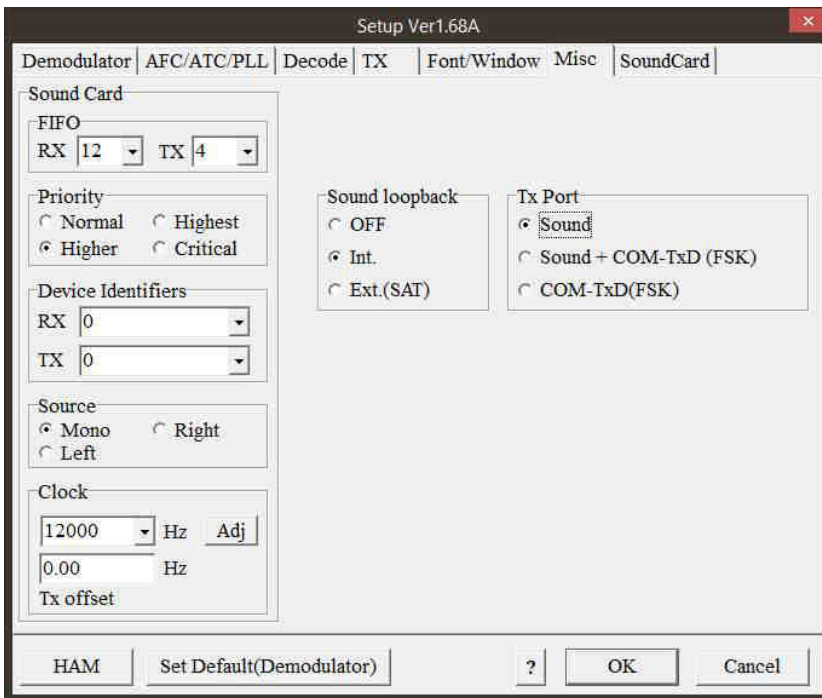 Setup Ver1.68A
Demodulator AFC/ATC/PLL Decode TX Font/Window Misc SoundCard
Sound Card
FIFO
RX 12 TX 4
Priority
Normal Highest
Higher Critical
Device Identifiers
RX 0
TX 0
Source
Mono Right
Left
Clock
12000 Hz Adj
0.00 Hz
Tx offset
Sound loopback
OFF
Int.
Ext.(SAT)
Tx Port
Sound
Sound + COM-TxD (FSK)
COM-TxD(FSK)
HAM Set Default(Demodulator) ? OK Cancel